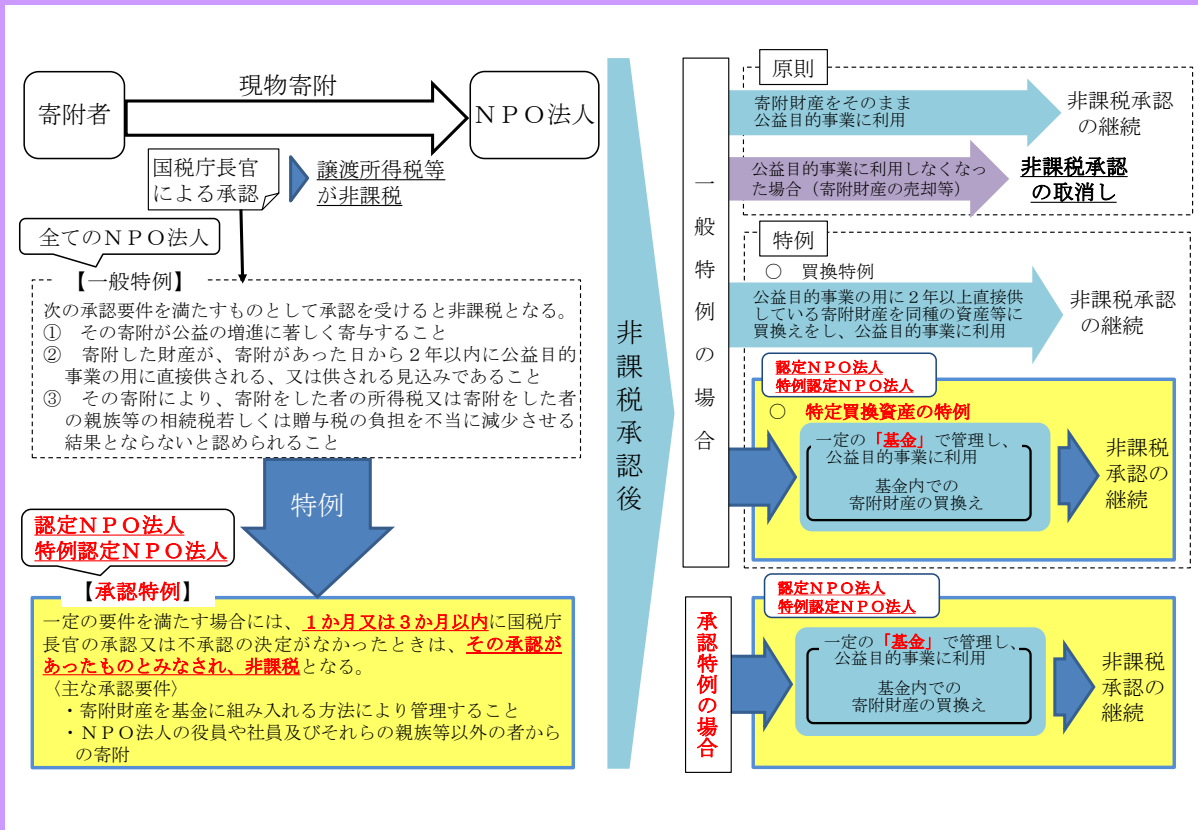 寄附者
現物寄附
ＮＰＯ法人
国税庁長官
による承認
譲渡所得税等
が非課税
全てのＮＰＯ法人
【一般特例】
次の承認要件を満たすものとして承認を受けると非課税となる。
①　その寄附が公益の増進に著しく寄与すること
②　寄附した財産が、寄附があった日から２年以内に公益目的
事業の用に直接供される、又は供される見込みであること
③　その寄附により、寄附をした者の所得税又は寄附をした者
の親族等の相続税若しくは贈与税の負担を不当に減少させる
結果とならないと認められること
特例
認定ＮＰＯ法人
特例認定ＮＰＯ法人
【承認特例】
一定の要件を満たす場合には、１か月又は３か月以内に国税庁
長官の承認又は不承認の決定がなかったときは、その承認が
あったものとみなされ、非課税となる。
〈主な承認要件〉
・寄附財産を基金に組み入れる方法により管理すること
・ＮＰＯ法人の役員や社員及びそれらの親族等以外の者から
の寄附
非課税承認後
一般特例の場合
原則
寄附財産をそのまま
公益目的事業に利用
非課税承認
の継続
公益目的事業に利用しなくなっ
た場合（寄附財産の売却等）
非課税承認
の取消し
特例
○　買換特例
公益目的事業の用に２年以上直接供
している寄附財産を同種の資産等に
買換えをし、公益目的事業に利用
非課税承認
の継続
認定ＮＰＯ法人
特例認定ＮＰＯ法人
○　特定買換資産の特例
一定の「基金」で管理し、
公益目的事業に利用
基金内での
寄附財産の買換え
非課税
承認の
継続
承認特例の場合
認定ＮＰＯ法人
特例認定ＮＰＯ法人
一定の「基金」で管理し、
公益目的事業に利用
基金内での
寄附財産の買換え
非課税
承認の
継続